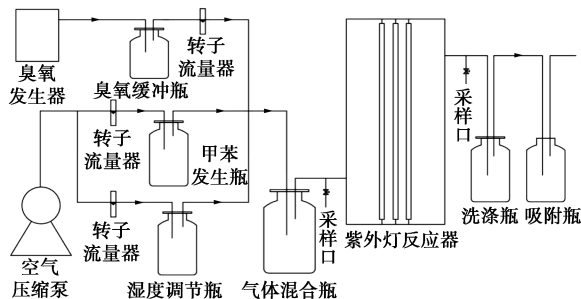 臭氧
发生器
臭氧缓冲瓶
转子
流量器
转子
流量器
甲苯
发生瓶
转子
流量器
空气
压缩泵
湿度调节瓶
气体混合瓶
采样口
紫外灯反应器
采样口
洗涤瓶
吸附瓶